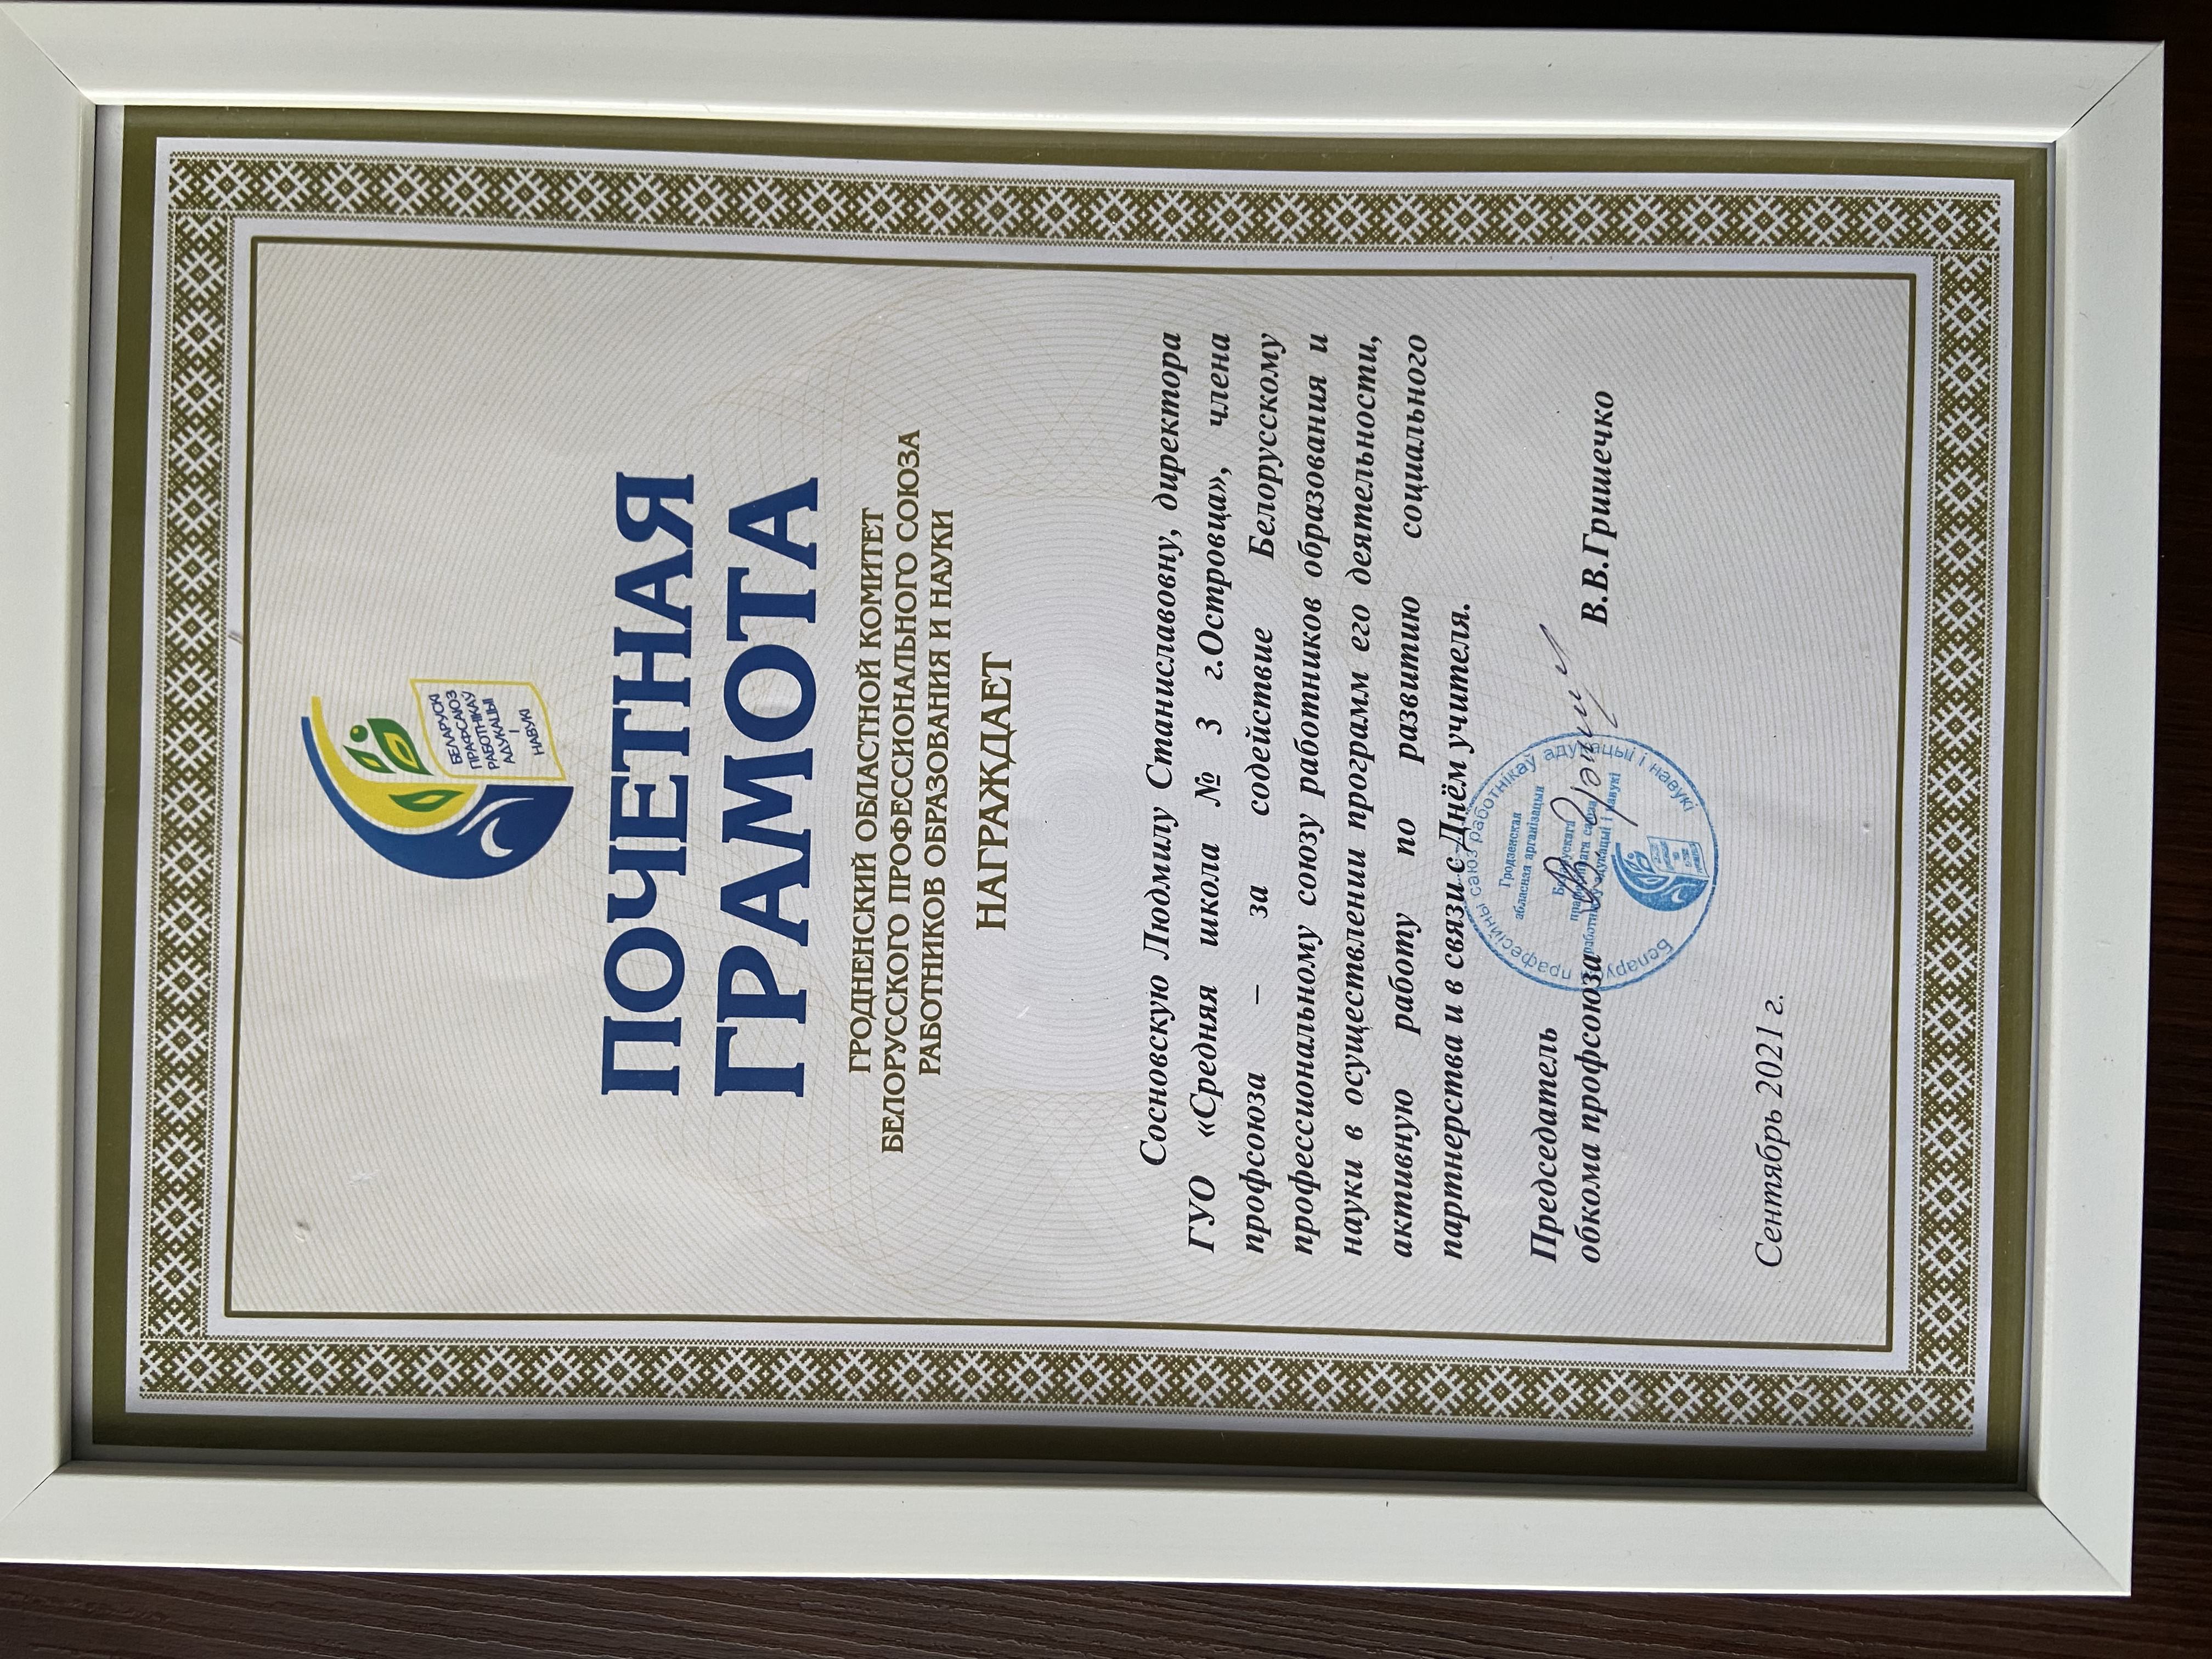 БЕЛАРУСКІ
ПРАФСАЮЗ
РАБОТНІКАЎ
АДУКАЦЫІ
І
НАВУКІ
ПОЧЕТНАЯ
ГРАМОТА
ГРОДНЕНСКИЙ ОБЛАСТНОЙ КОМИТЕТ
БЕЛОРУССКОГО ПРОФЕССИОНАЛЬНОГО СОЮЗА
РАБОТНИКОВ ОБРАЗОВАНИЯ И НАУКИ
НАГРАЖДАЕТ
Сосновскую Людмилу Станиславовну, директора
ГУО «Средняя школа № 3 г.Островца», члена
профсоюза – за содействие Белорусскому
профессиональному союзу работников образования и
науки в осуществлении программ его деятельности,
активную работу по развитию социального
партнерства и в связи с Днём учителя.
прафесійны саюз работнікаў адукацыі і навукі
Гродзенская
абласная арганізацыя
Беларускага
прафесійнага саюза
работнікаў адукацыі і навукі
Председатель
обкома профсоюза
В.В.Гришечко
Сентябрь 2021 г.